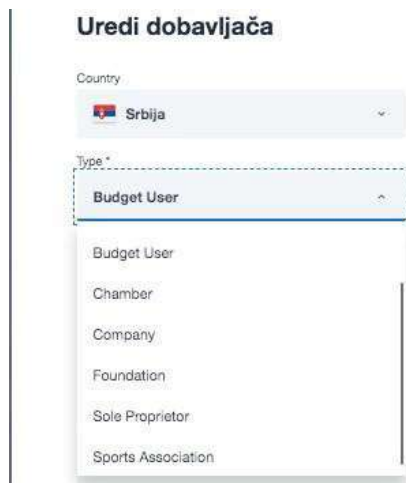 Uredi dobavljača
Country
Srbija
Type *
Budget User
Budget User
Chamber
Company
Foundation
Sole Proprietor
Sports Association